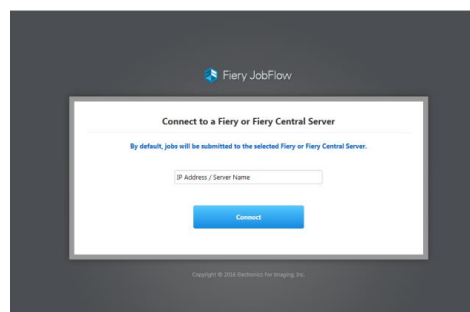 Fiery JobFlow
Connect to a Fiery or Fiery Central Server
By default, jobs will be submitted to the selected Fiery or Fiery Central Server.
IP Address / Server Name
Connect
Copyright © 2016 Electronics For Imaging, Inc.